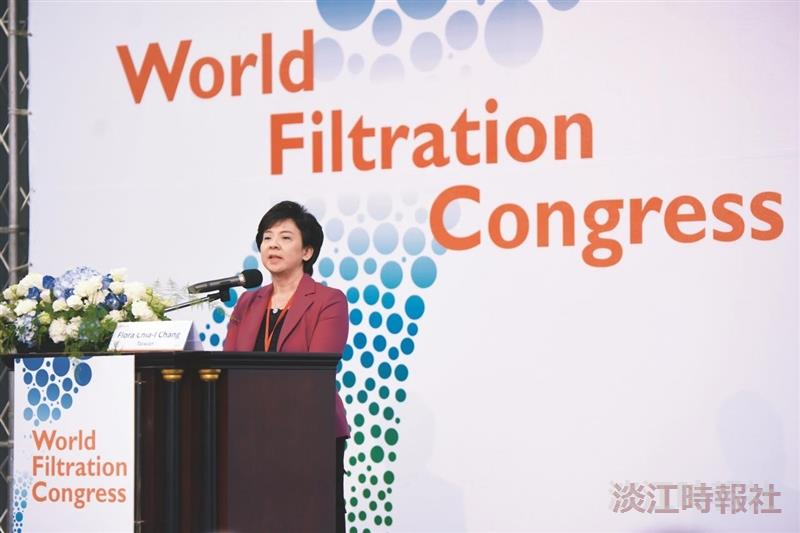 World
Filtration
Congress
Flora Chia-I Chang
Taiwan
World
Filtration
Congress
淡江時報社